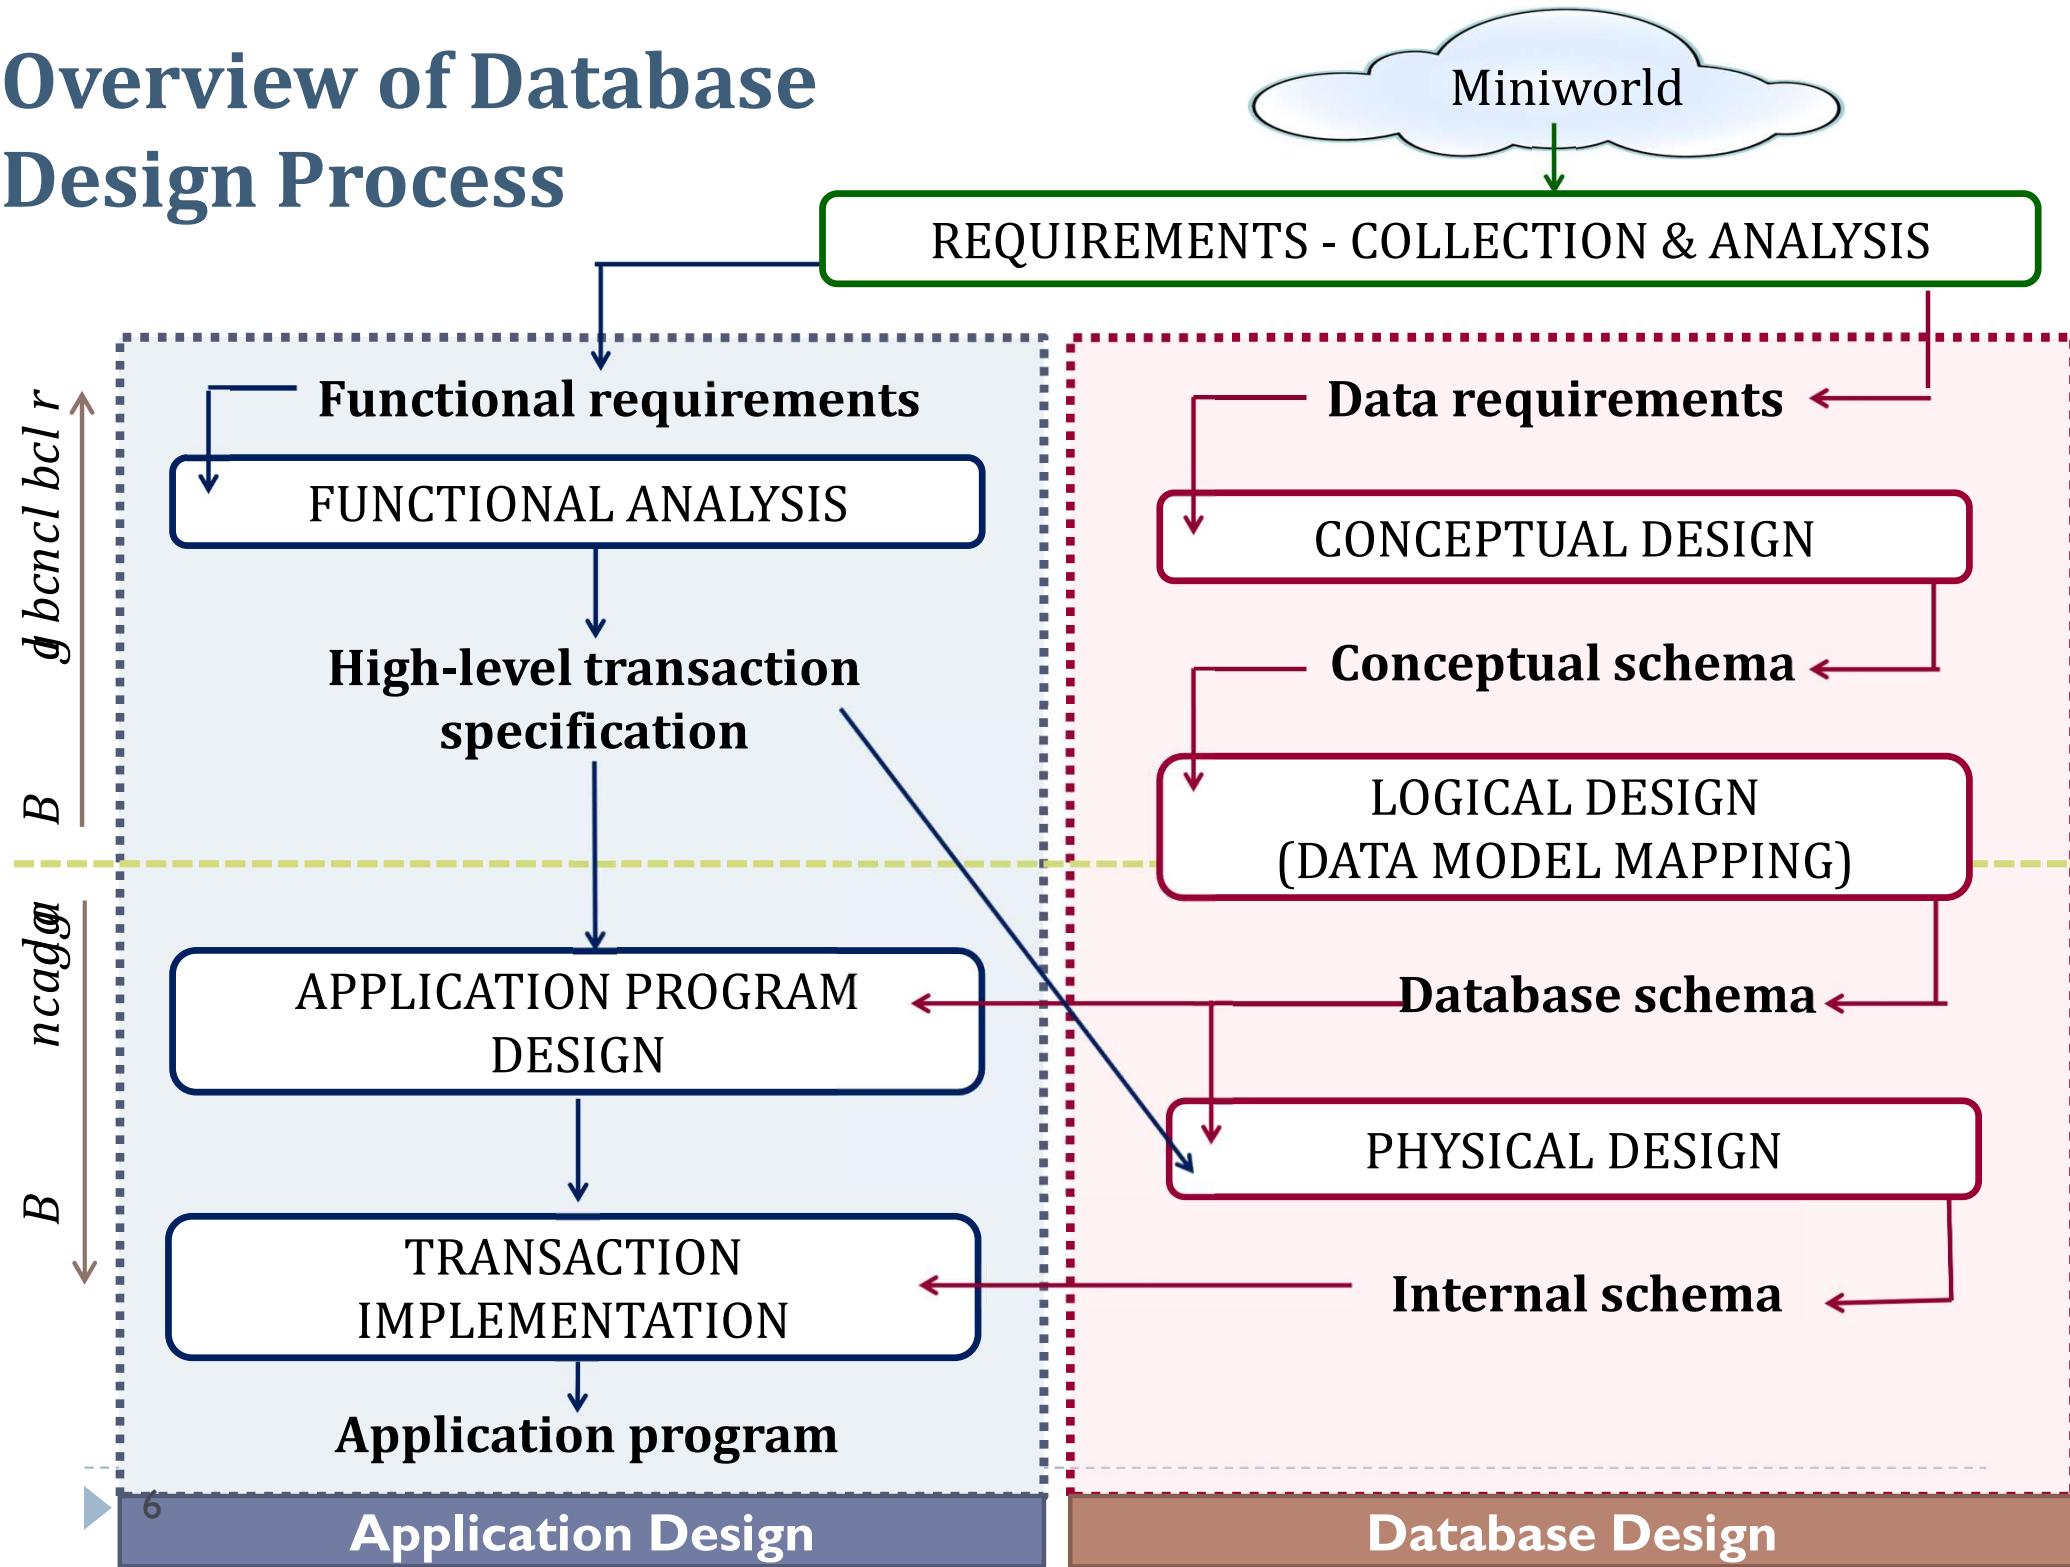 Overview of Database
Design Process
Miniworld
REQUIREMENTS - COLLECTION & ANALYSIS
Functional requirements
FUNCTIONAL ANALYSIS
High-level transaction
specification
APPLICATION PROGRAM
DESIGN
TRANSACTION
IMPLEMENTATION
Application program
Application Design
Data requirements
CONCEPTUAL DESIGN
Conceptual schema
LOGICAL DESIGN
(DATA MODEL MAPPING)
Database schema
PHYSICAL DESIGN
Internal schema
Database Design
6